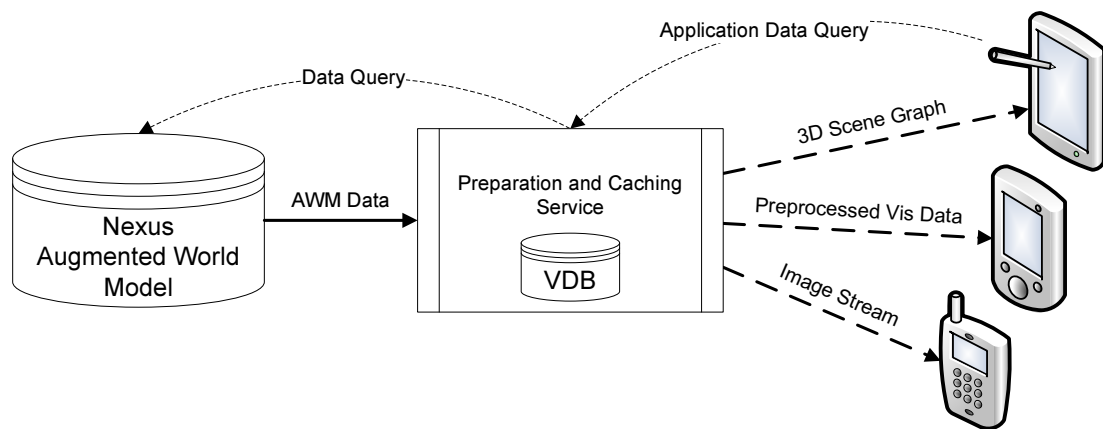 Application Data Query
Data Query
3D Scene Graph
Nexus
Augmented World
Model
AWM Data
Preparation and Caching
Service
VDB
Preprocessed Vis Data
Image Stream